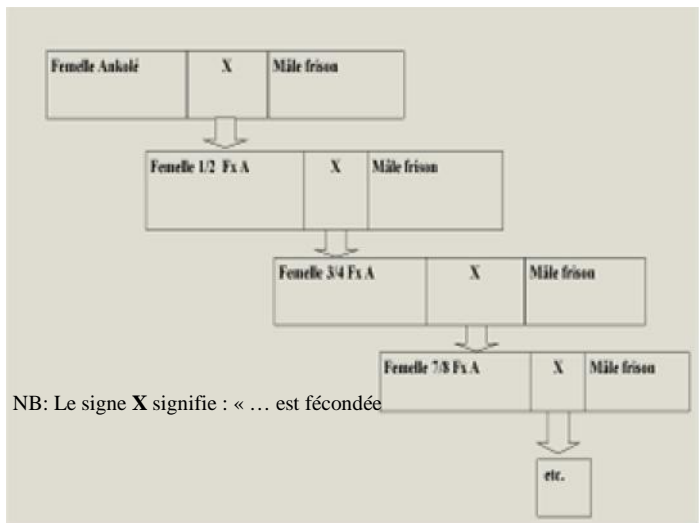 Femelle Ankolé X Mâle frison
Femelle 1/2 Fx A X Mâle frison
Femelle 3/4 Fx A X Mâle frison
Femelle 7/8 Fx A X Mâle frison
NB: Le signe X signifie : « … est fécondée
etc.